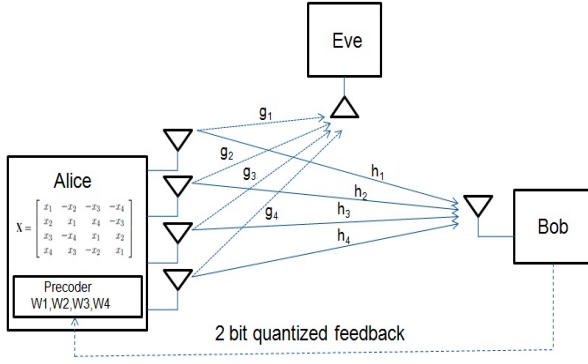 Eve
g₁
g₂
g₃
g₄
h₁
h₂
h₃
h₄
Alice
x₁ −x₂ −x₃ −x₄
x₂ x₁ x₄ −x₃
X =
x₃ −x₄ x₁ x₂
x₄ x₃ −x₂ x₁
Precoder
W1,W2,W3,W4
Bob
2 bit quantized feedback